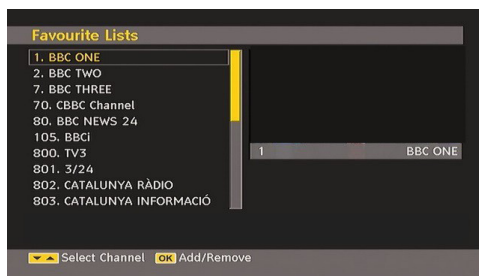 Favourite Lists
1. BBC ONE
2. BBC TWO
7. BBC THREE
70. CBBC Channel
80. BBC NEWS 24
105. BBCi
800. TV3
801. 3/24
802. CATALUNYA RÀDIO
803. CATALUNYA INFORMACIÓ
1 BBC ONE
Select Channel OK Add/Remove